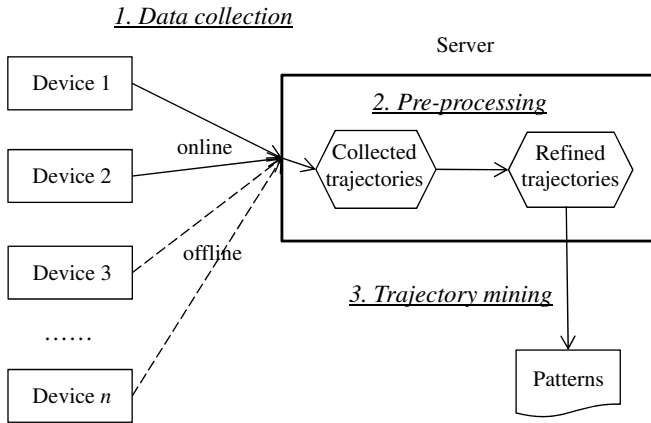 1. Data collection
Server
Device 1
2. Pre-processing
online
Collected
trajectories
Refined
trajectories
Device 2
offline
Device 3
3. Trajectory mining
……
Device n
Patterns